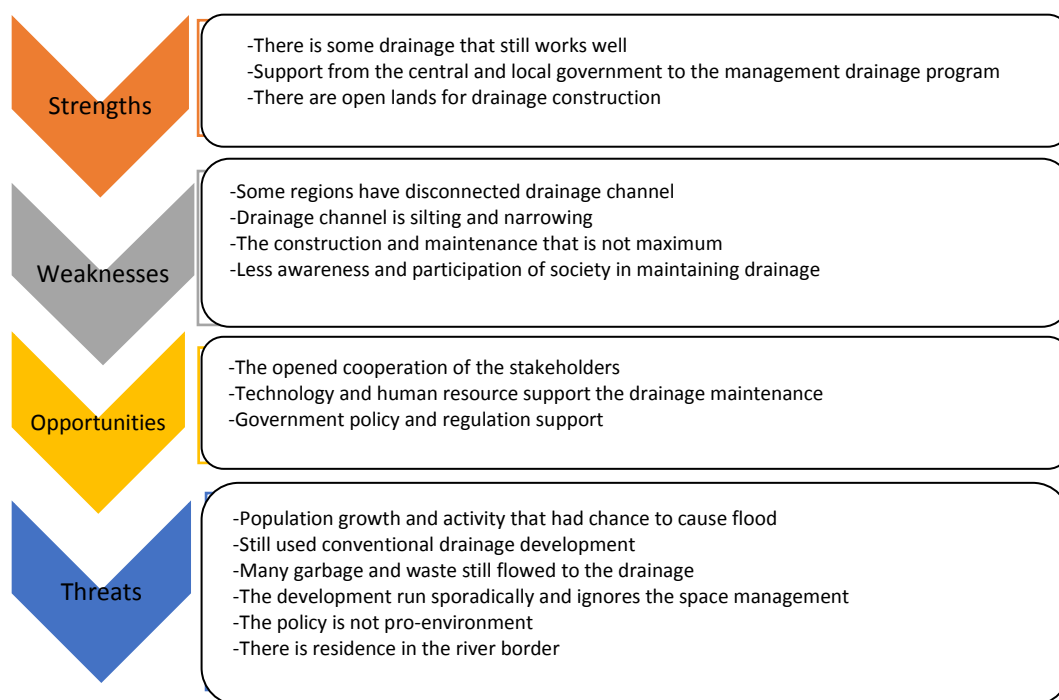 Strengths
-There is some drainage that still works well
-Support from the central and local government to the management drainage program
-There are open lands for drainage construction
Weaknesses
-Some regions have disconnected drainage channel
-Drainage channel is silting and narrowing
-The construction and maintenance that is not maximum
-Less awareness and participation of society in maintaining drainage
Opportunities
-The opened cooperation of the stakeholders
-Technology and human resource support the drainage maintenance
-Government policy and regulation support
Threats
-Population growth and activity that had chance to cause flood
-Still used conventional drainage development
-Many garbage and waste still flowed to the drainage
-The development run sporadically and ignores the space management
-The policy is not pro-environment
-There is residence in the river border